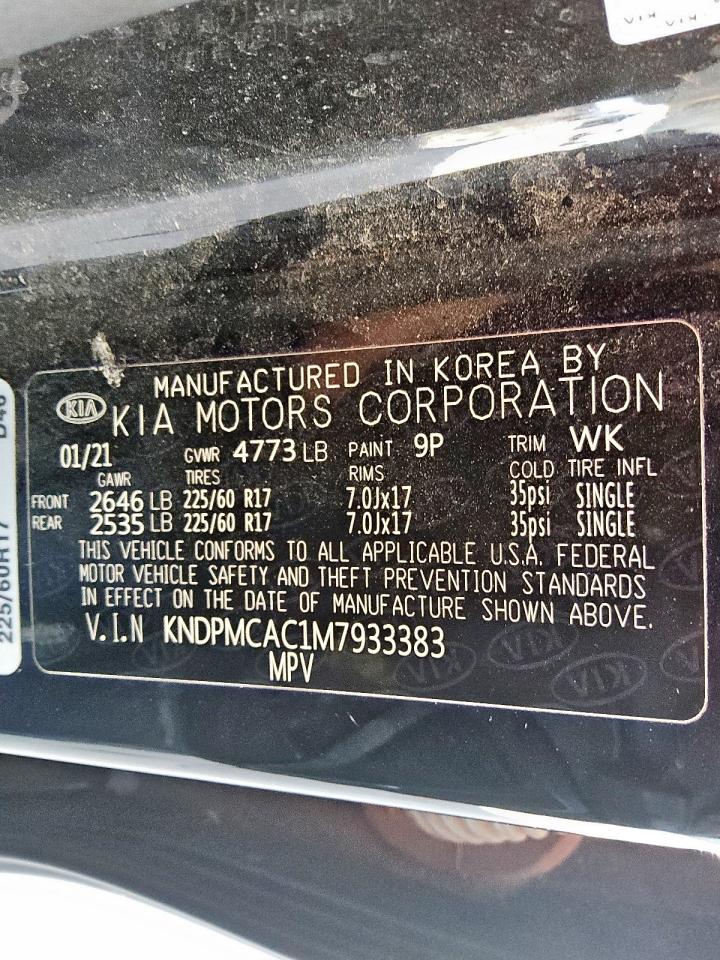 MANUFACTURED IN KOREA BY
KIA KIA MOTORS CORPORATION
01/21 GVWR 4773 LB PAINT 9P TRIM WK
GAWR TIRES RIMS COLD TIRE INFL
FRONT 2646 LB 225/60 R17 7.0Jx17 35psi SINGLE
REAR 2535 LB 225/60 R17 7.0Jx17 35psi SINGLE
THIS VEHICLE CONFORMS TO ALL APPLICABLE U.S.A. FEDERAL
MOTOR VEHICLE SAFETY AND THEFT PREVENTION STANDARDS
IN EFFECT ON THE DATE OF MANUFACTURE SHOWN ABOVE.
V.I.N KNDPMCAC1M7933383
MPV
225/60R17